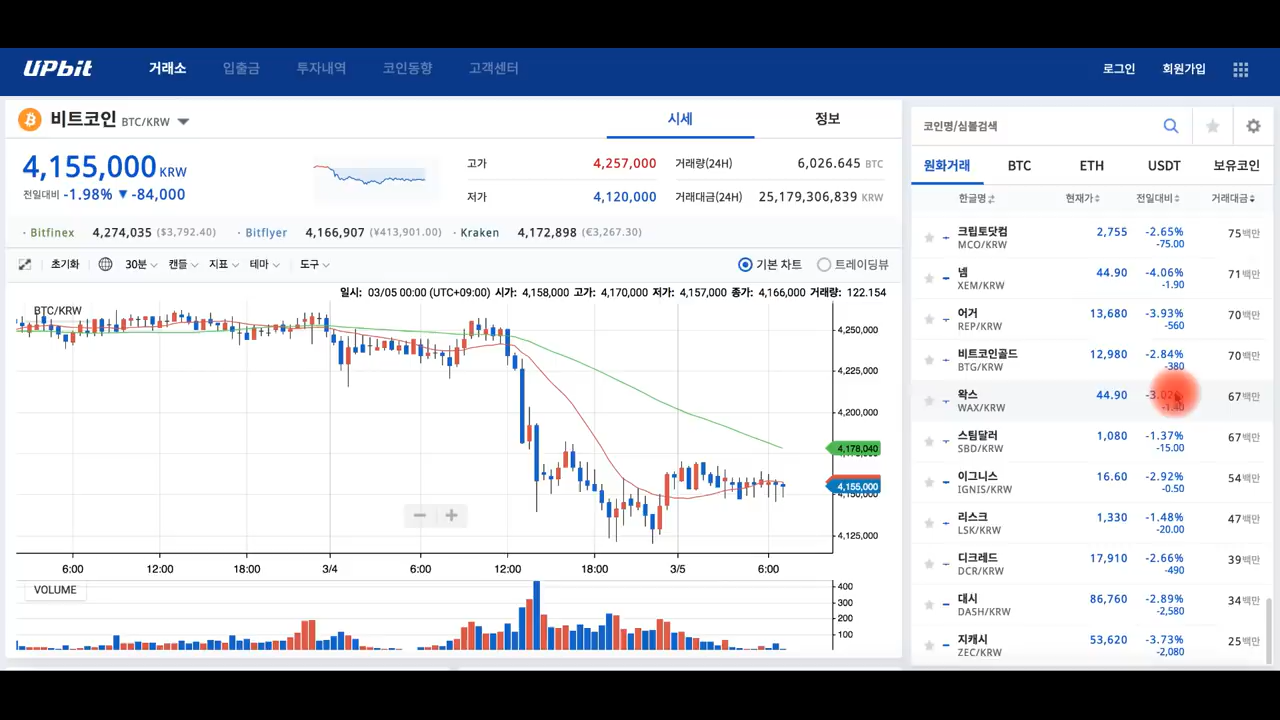 UPbit 거래소 입출금 투자내역 코인동향 고객센터 로그인 회원가입
비트코인 BTC/KRW 시세 정보
4,155,000 KRW
전일대비 -1.98% ▼ -84,000
고가 4,257,000 거래량(24H) 6,026.645 BTC
저가 4,120,000 거래대금(24H) 25,179,306,839 KRW
· Bitfinex 4,274,035 ($3,792.40) · Bitflyer 4,166,907 (¥413,901.00) · Kraken 4,172,898 (€3,267.30)
초기화 30분 캔들 지표 테마 도구 기본 차트 트레이딩뷰
일시: 03/05 00:00 (UTC+09:00) 시가: 4,158,000 고가: 4,170,000 저가: 4,157,000 종가: 4,166,000 거래량: 122.154
BTC/KRW
4,250,000
4,225,000
4,200,000
4,178,040
4,155,000
4,150,000
4,125,000
6:00 12:00 18:00 3/4 6:00 12:00 18:00 3/5 6:00
VOLUME
400
300
200
100
코인명/심볼검색
원화거래 BTC ETH USDT 보유코인
한글명 현재가 전일대비 거래대금
크립토닷컴 2,755 -2.65% 75백만
MCO/KRW -75.00
넴 44.90 -4.06% 71백만
XEM/KRW -1.90
어거 13,680 -3.93% 70백만
REP/KRW -560
비트코인골드 12,980 -2.84% 70백만
BTG/KRW -380
왁스 44.90 67백만
WAX/KRW -1.40
스팀달러 1,080 -1.37% 67백만
SBD/KRW -15.00
이그니스 16.60 -2.92% 54백만
IGNIS/KRW -0.50
리스크 1,330 -1.48% 47백만
LSK/KRW -20.00
디크레드 17,910 -2.66% 39백만
DCR/KRW -490
대시 86,760 -2.89% 34백만
DASH/KRW -2,580
지캐시 53,620 -3.73% 25백만
ZEC/KRW -2,080